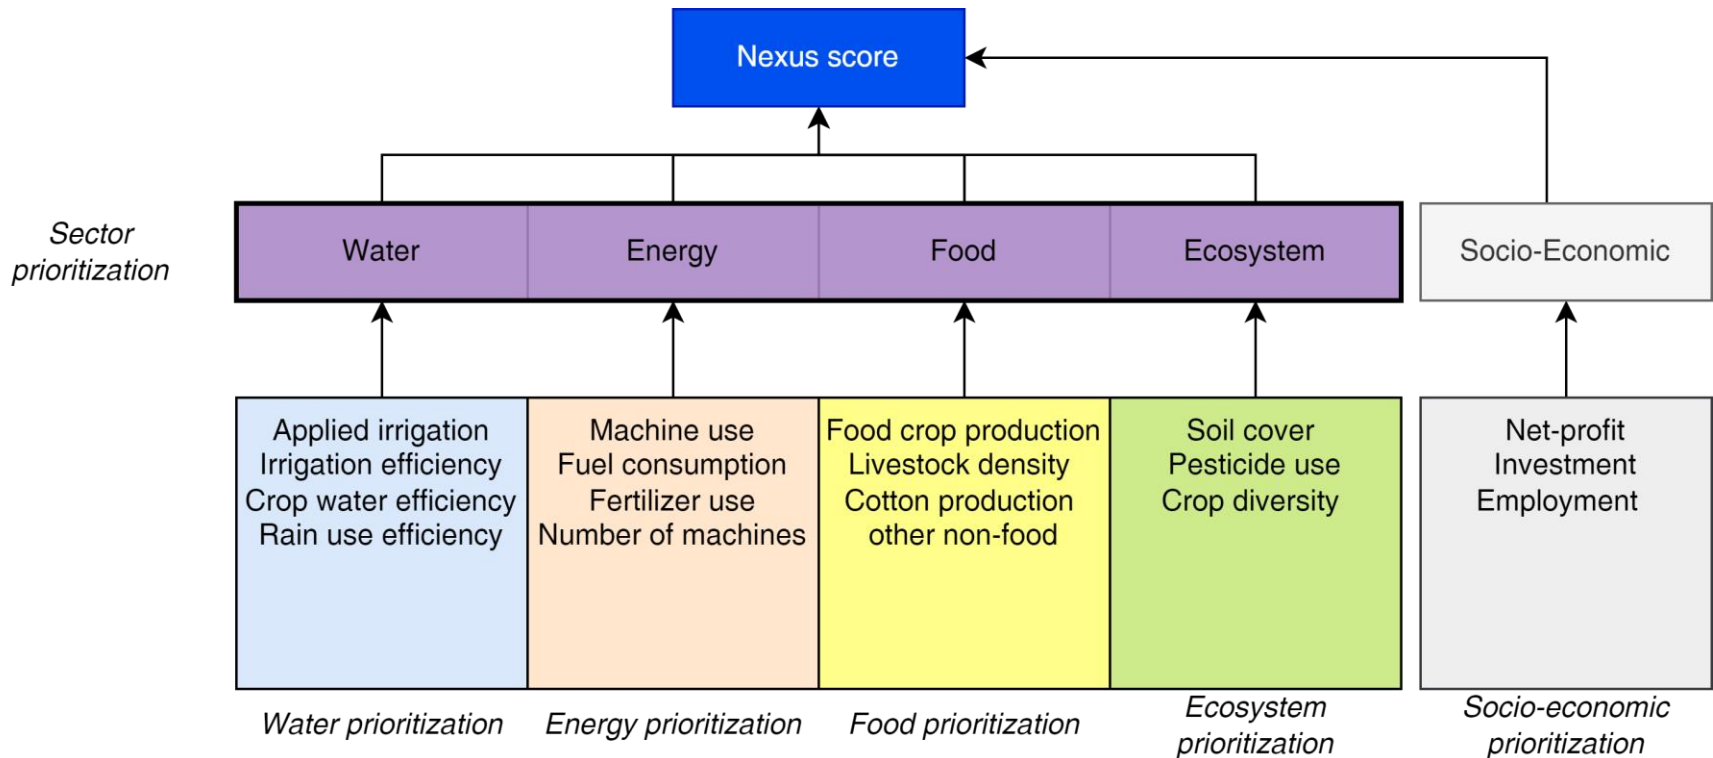 Nexus score
Sector
prioritization
Water
Energy
Food
Ecosystem
Socio-Economic
Applied irrigation
Irrigation efficiency
Crop water efficiency
Rain use efficiency
Machine use
Fuel consumption
Fertilizer use
Number of machines
Food crop production
Livestock density
Cotton production
other non-food
Soil cover
Pesticide use
Crop diversity
Net-profit
Investment
Employment
Water prioritization
Energy prioritization
Food prioritization
Ecosystem
prioritization
Socio-economic
prioritization